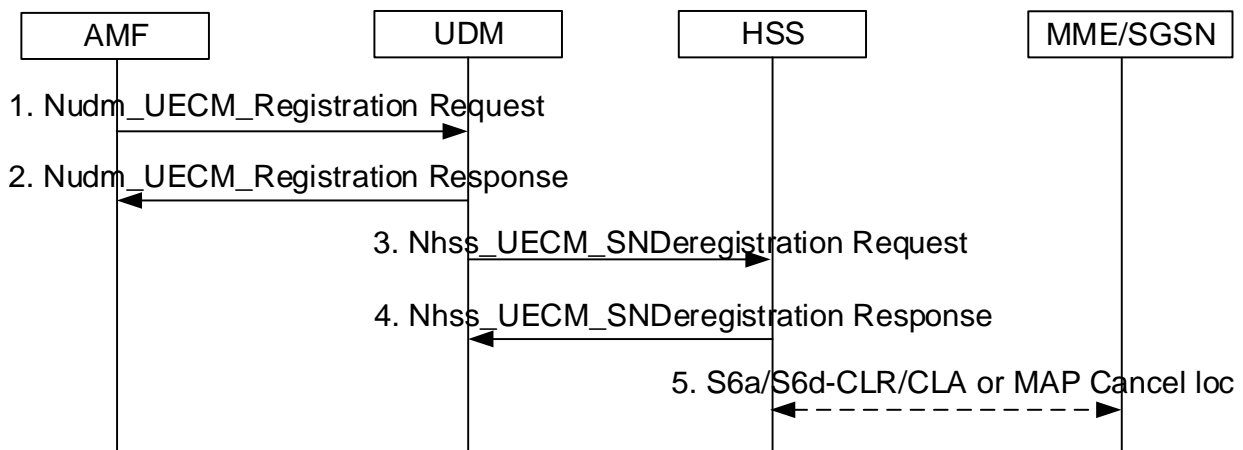 AMF
UDM
HSS
MME/SGSN
1. Nudm_UECM_Registration Request
2. Nudm_UECM_Registration Response
3. Nhss_UECM_SNDeregistration Request
4. Nhss_UECM_SNDeregistration Response
5. S6a/S6d-CLR/CLA or MAP Cancel loc